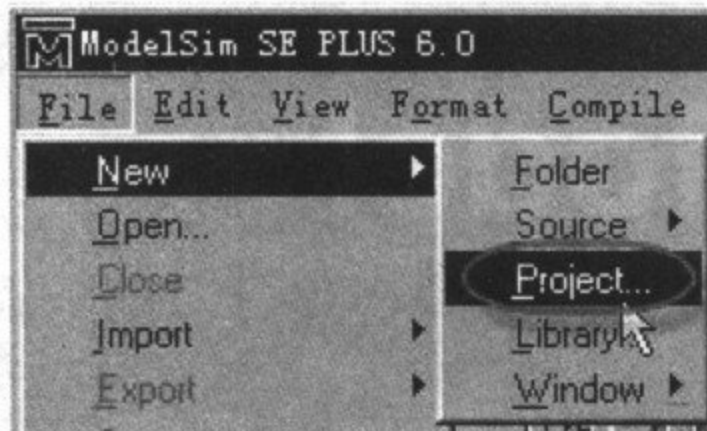 ModelSim SE PLUS 6.0
File Edit View Format Compile
New
Open...
Close
Import
Export
Folder
Source
Project...
Library
Window